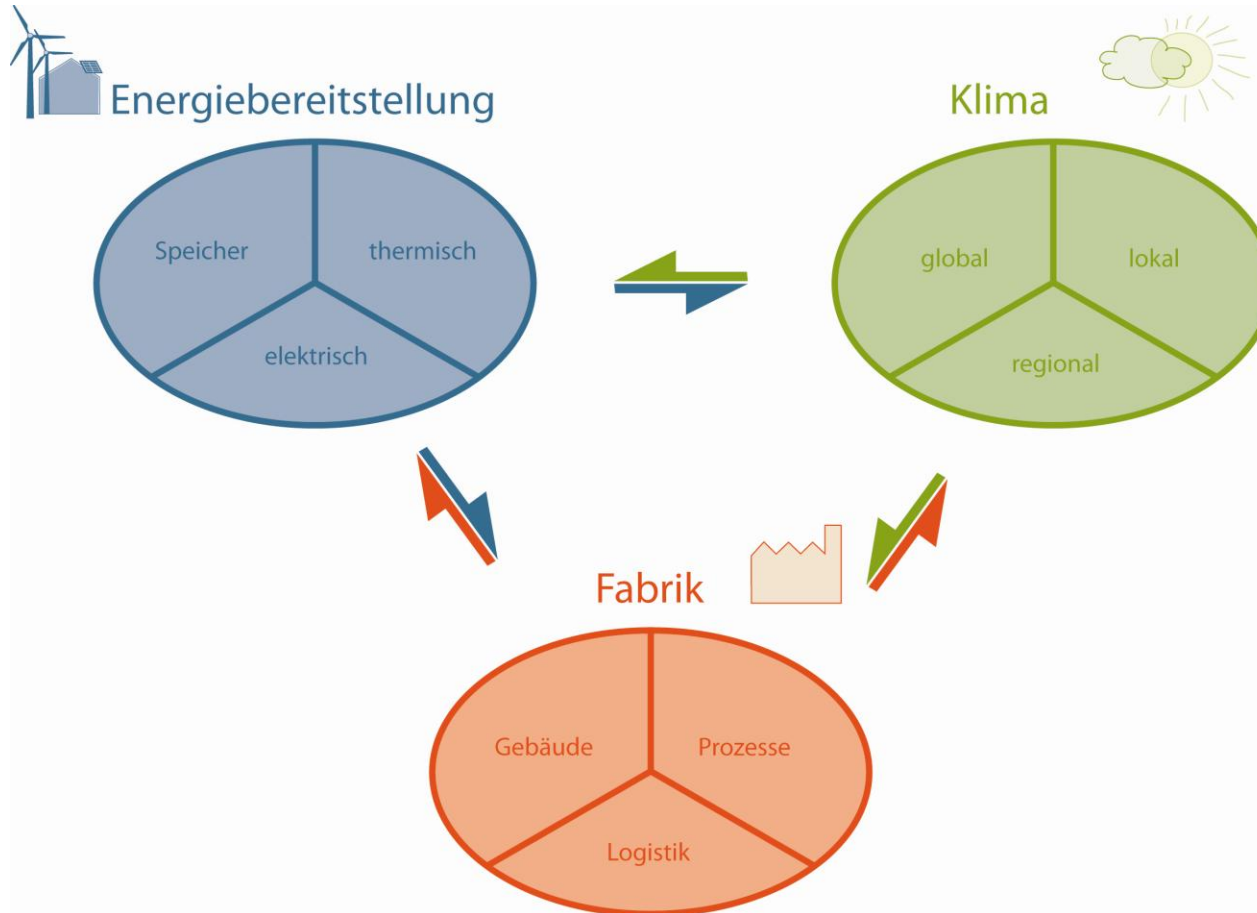 Energiebereitstellung
Klima
Speicher
thermisch
elektrisch
global
lokal
regional
Fabrik
Gebäude
Prozesse
Logistik